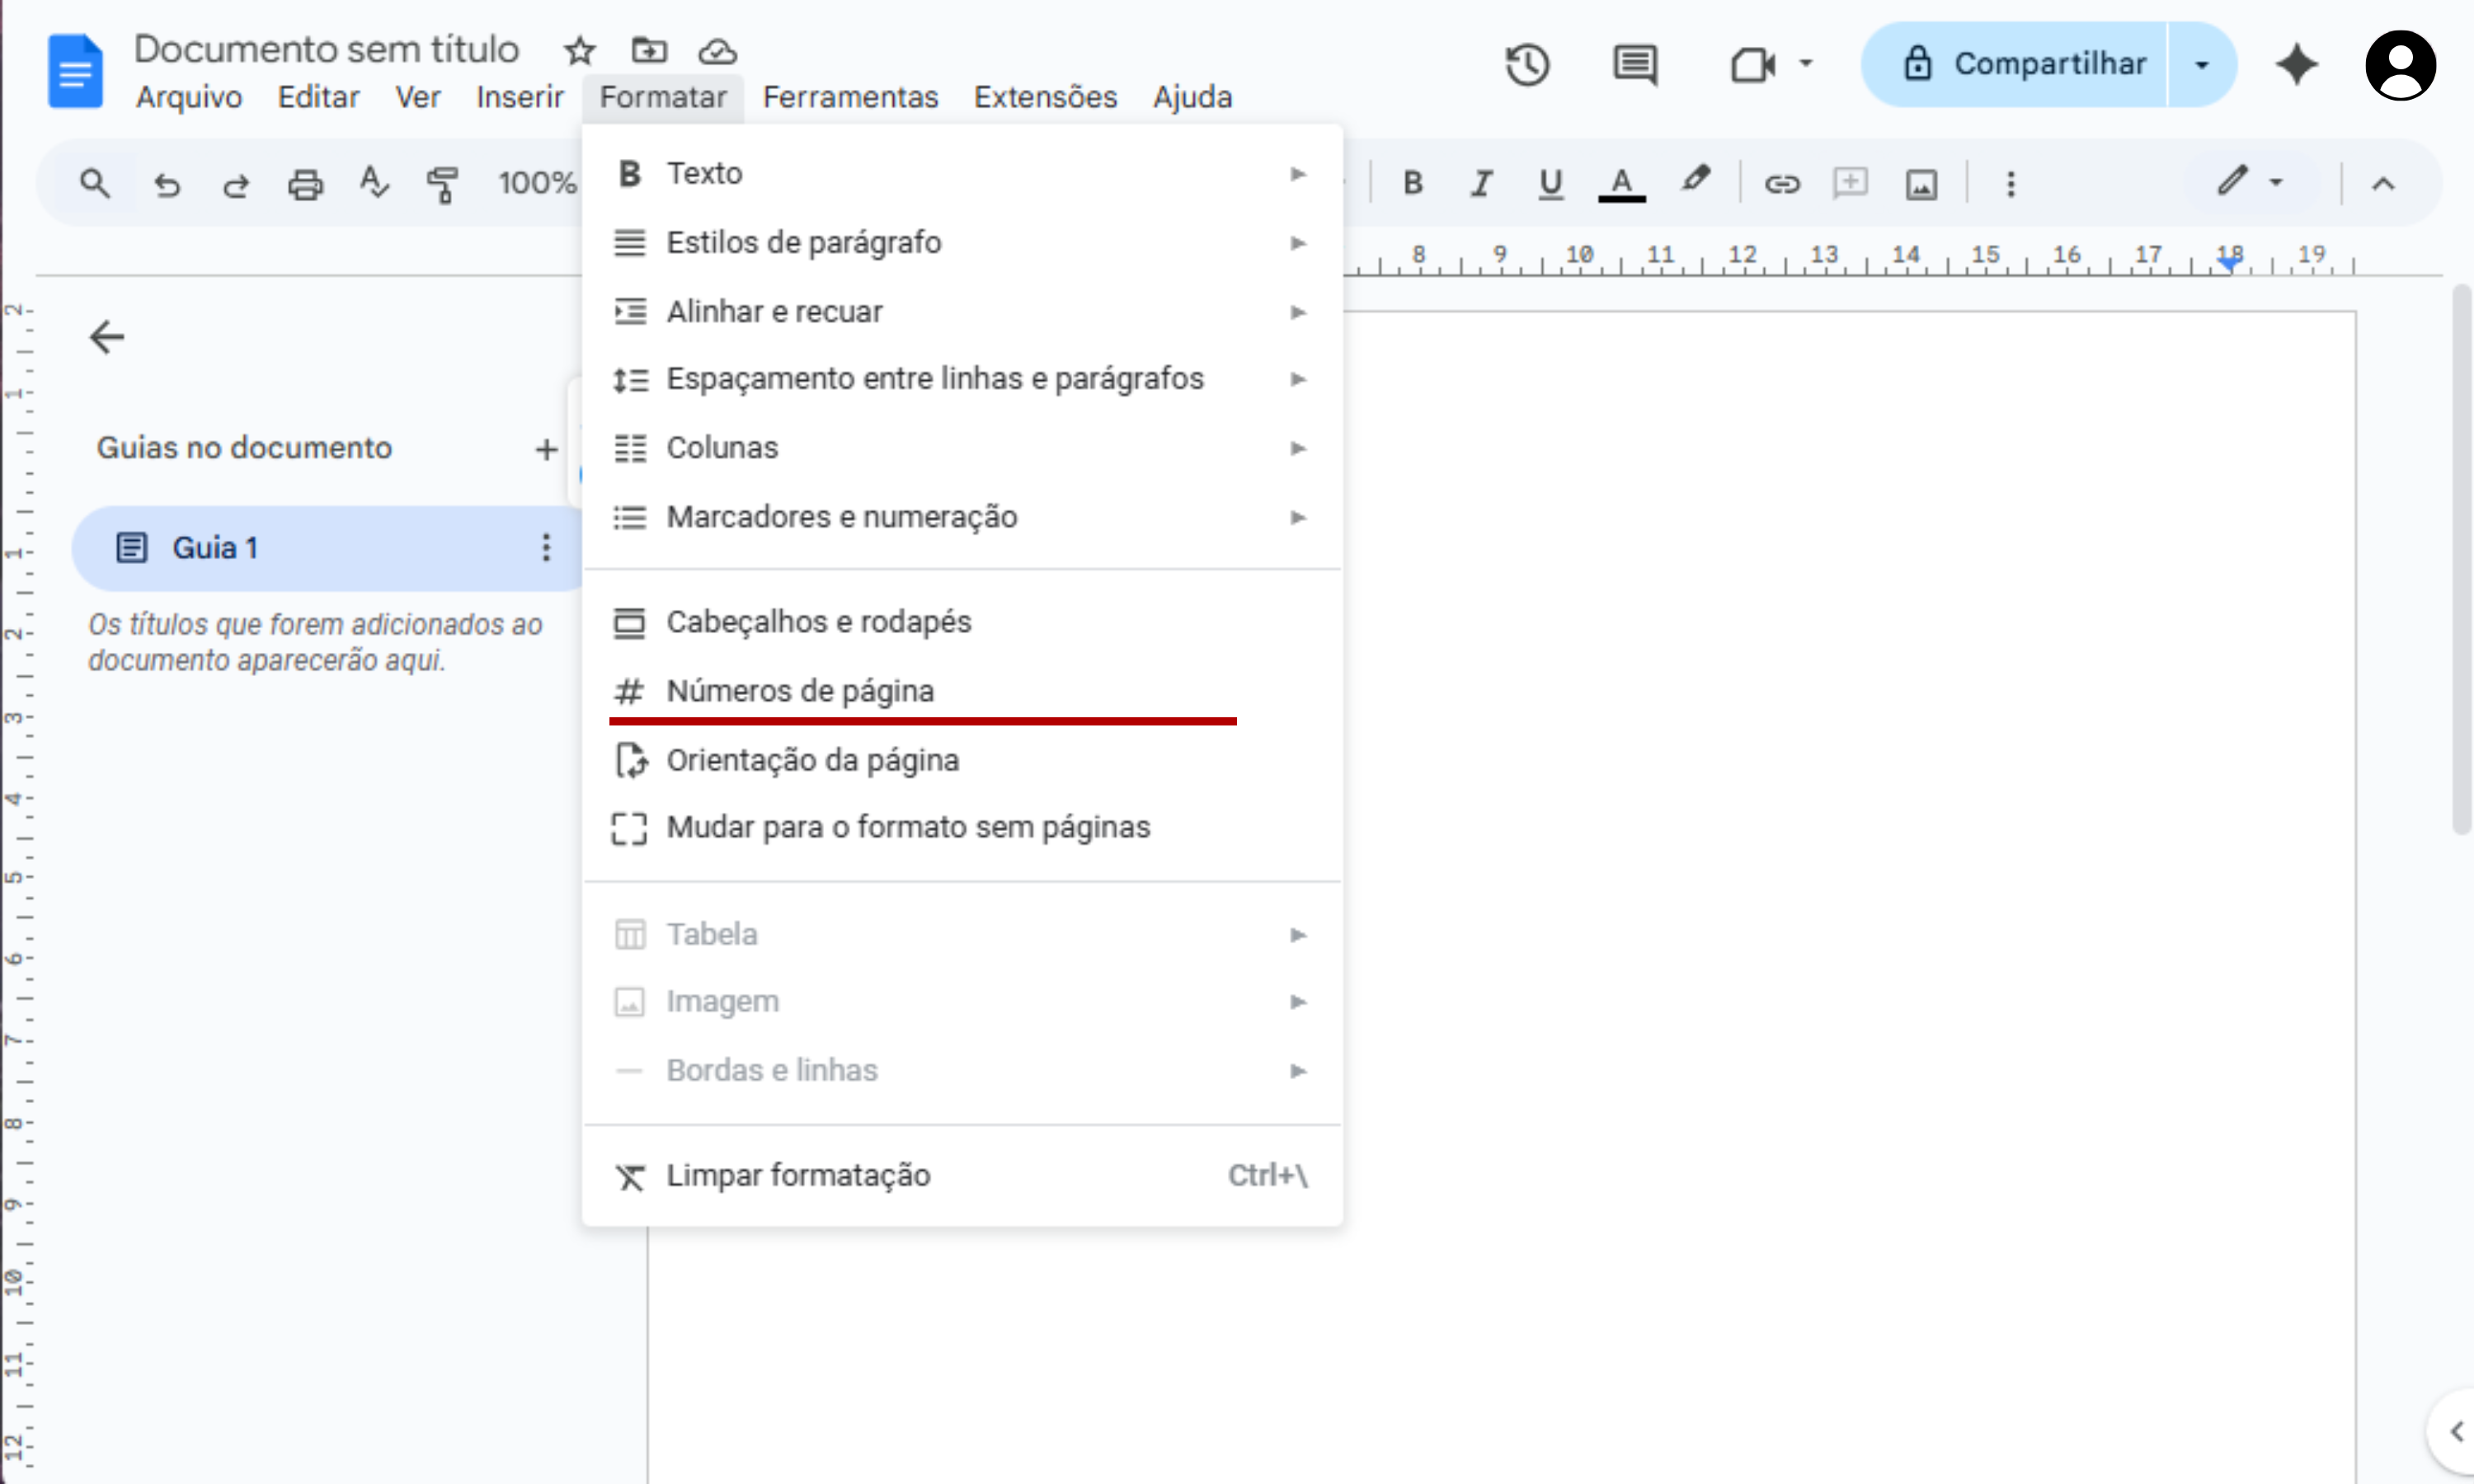 Documento sem título
Compartilhar
Arquivo Editar Ver Inserir Formatar Ferramentas Extensões Ajuda
100%
B I U A
8 9 10 11 12 13 14 15 16 17 18 19
Texto
Estilos de parágrafo
Alinhar e recuar
Espaçamento entre linhas e parágrafos
Colunas
Marcadores e numeração
Cabeçalhos e rodapés
# Números de página
Orientação da página
Mudar para o formato sem páginas
Tabela
Imagem
Bordas e linhas
Limpar formatação Ctrl+\
Guias no documento +
Guia 1
Os títulos que forem adicionados ao
documento aparecerão aqui.
2
1
1
2
3
4
5
6
7
8
9
10
11
12